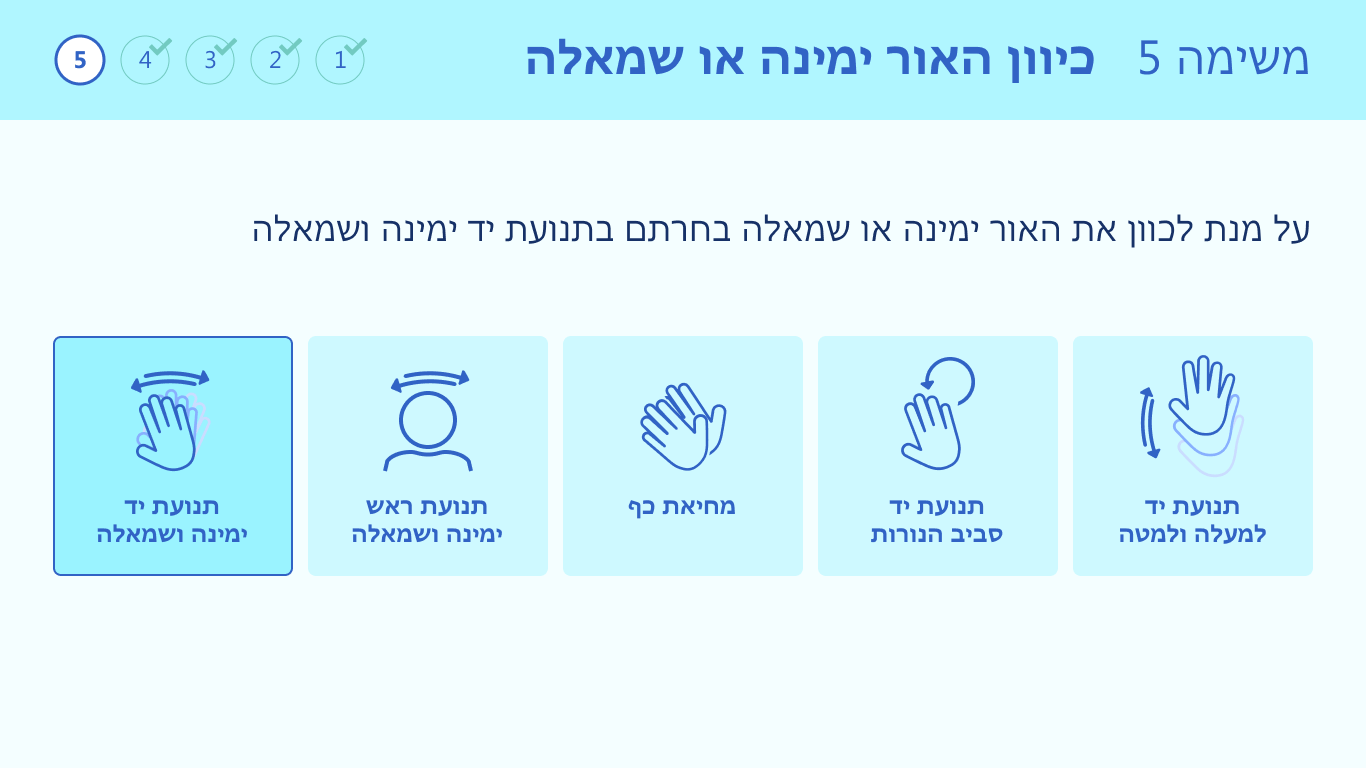 משימה 5 כיוון האור ימינה או שמאלה
1 2 3 4 5
על מנת לכוון את האור ימינה או שמאלה בחרתם בתנועת יד ימינה ושמאלה
תנועת יד
למעלה ולמטה
תנועת יד
סביב הנורות
מחיאת כף
תנועת ראש
ימינה ושמאלה
תנועת יד
ימינה ושמאלה